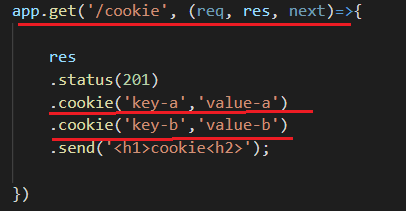 app.get('/cookie', (req, res, next)=>{
res
.status(201)
.cookie('key-a','value-a')
.cookie('key-b','value-b')
.send('<h1>cookie<h2>');
})